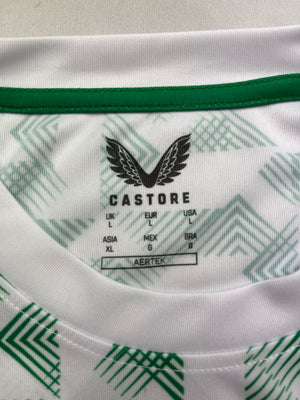 CASTORE
UK EUR USA
L L L
ASIA MEX BRA
XL G G
AERTEK